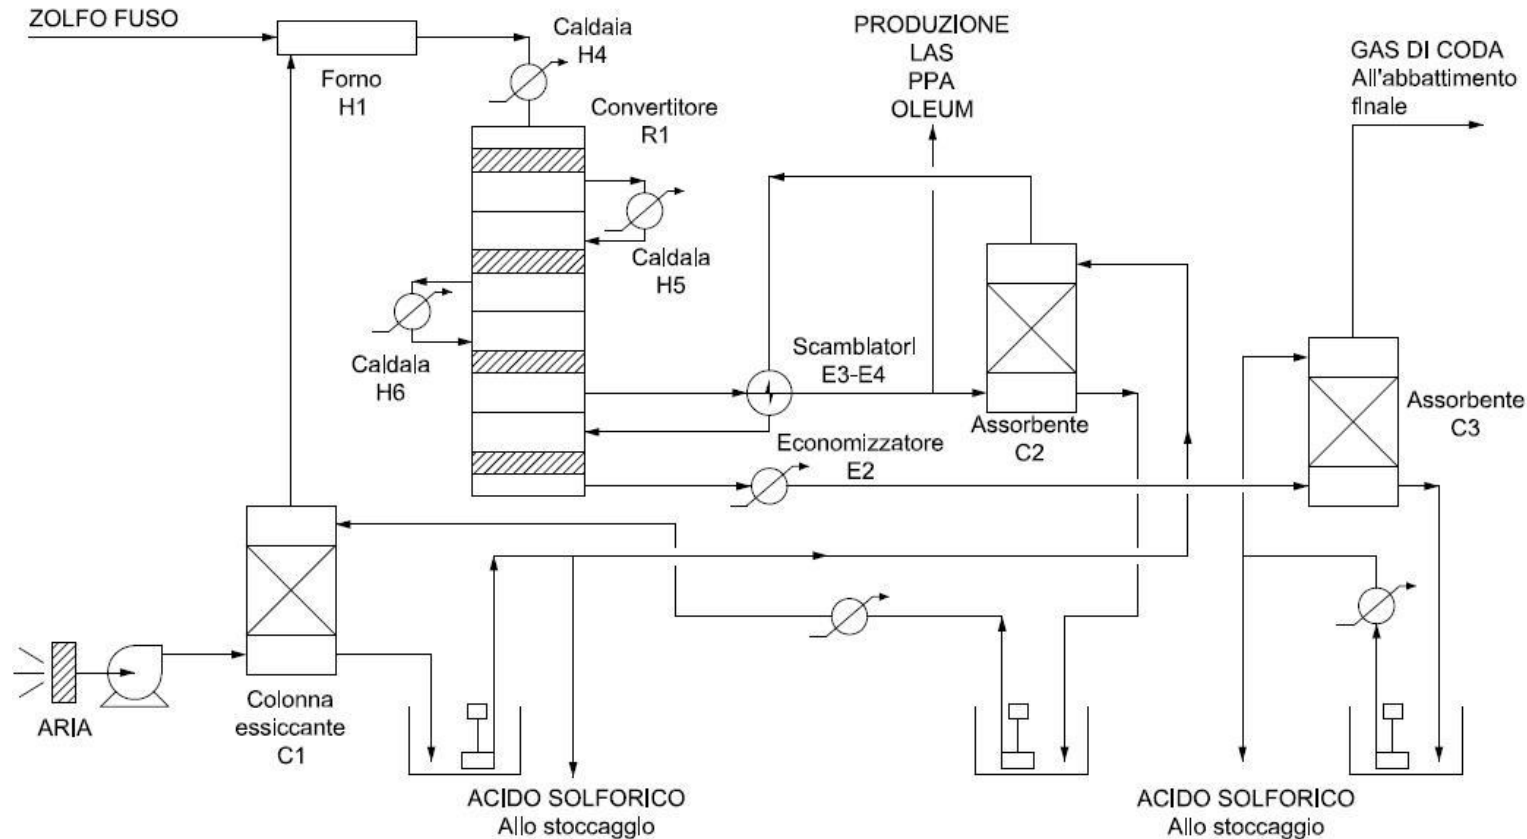 ZOLFO FUSO
Forno
H1
Caldaia
H4
Convertitore
R1
Caldaia
H5
Caldaia
H6
PRODUZIONE
LAS
PPA
OLEUM
GAS DI CODA
All'abbattimento
finale
Scambiatori
E3-E4
Economizzatore
E2
Assorbente
C2
Assorbente
C3
ARIA
Colonna
essiccante
C1
ACIDO SOLFORICO
Allo stoccaggio
ACIDO SOLFORICO
Allo stoccaggio